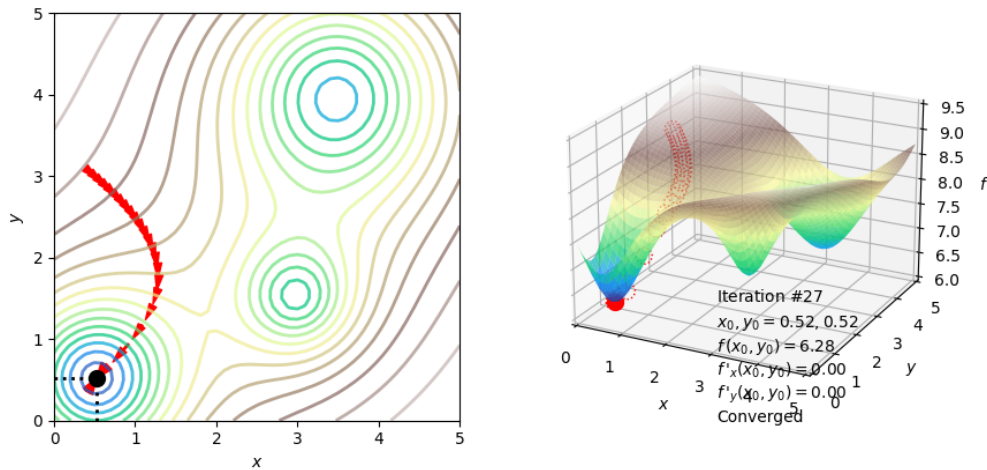 5
4
3
2
1
0
y
0 1 2 3 4 5
x
9.5
9.0
8.5
8.0
7.5
7.0
6.5
6.0
f
0 1 2 3 4 5
x
0 1 2 3 4 5
y
Iteration #27
x₀, y₀ = 0.52, 0.52
f(x₀, y₀) = 6.28
f'ₓ(x₀, y₀) = 0.00
f'ᵧ(x₀, y₀) = 0.00
Converged